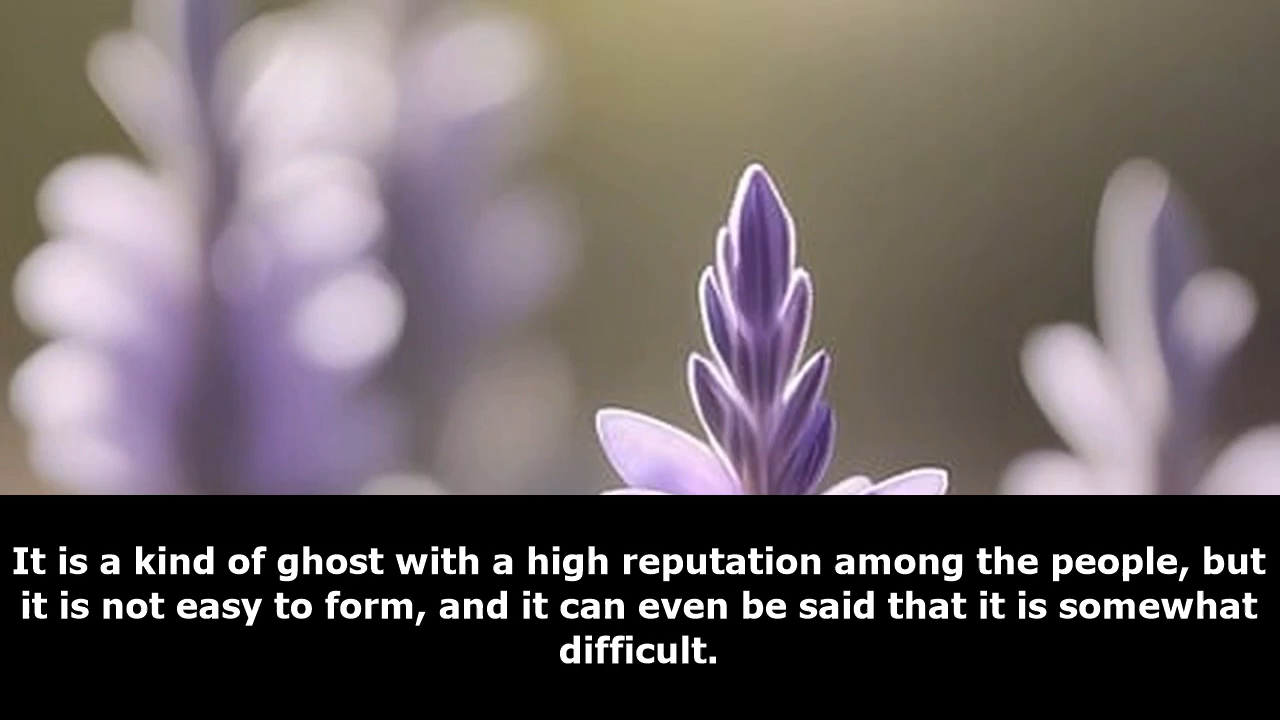 It is a kind of ghost with a high reputation among the people, but
it is not easy to form, and it can even be said that it is somewhat
difficult.